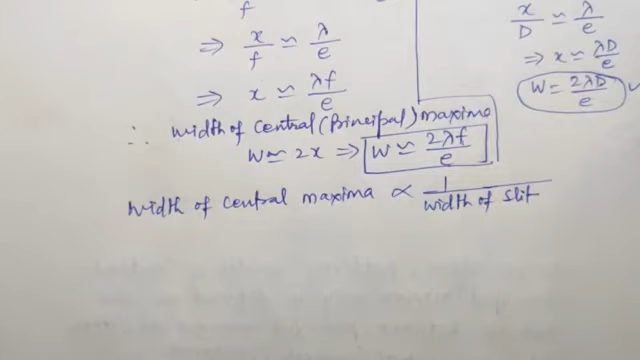 f
⇒ x/f ≃ λ/e
⇒ x ≃ λf/e
x/D ≃ λ/e
⇒ x ≃ λD/e
W ≃ 2λD/e
∴ Width of Central (Principal) maxima
W ≃ 2x ⇒ W ≃ 2λf/e
Width of central maxima ∝ 1/width of slit